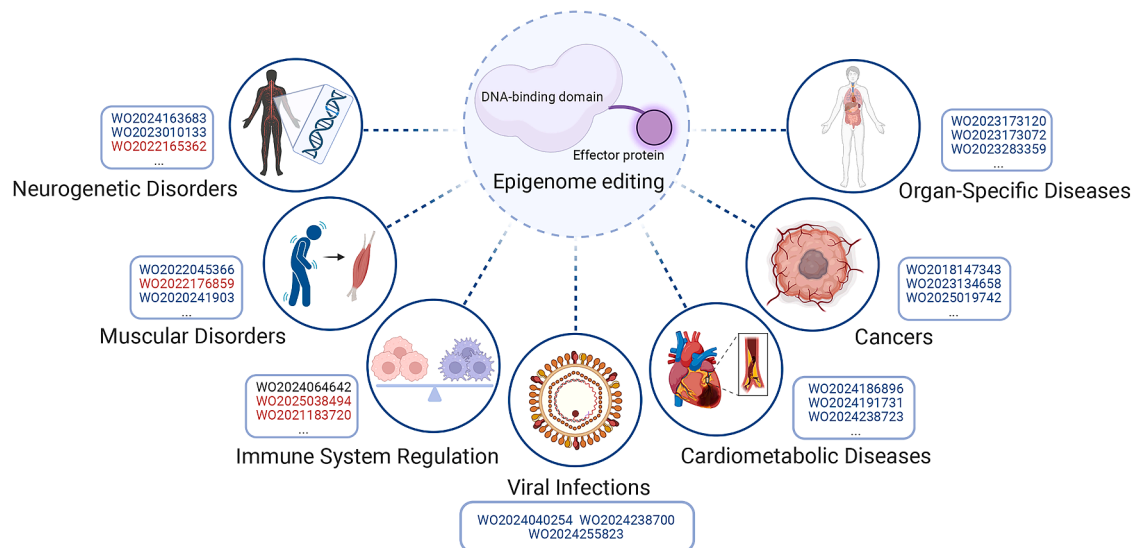 DNA-binding domain
Effector protein
Epigenome editing
WO2024163683
WO2023010133
WO2022165362
...
Neurogenetic Disorders
WO2022045366
WO2022176859
WO2020241903
...
Muscular Disorders
WO2024064642
WO2025038494
WO2021183720
...
Immune System Regulation
Viral Infections
WO2024040254 WO2024238700
WO2024255823
WO2024186896
WO2024191731
WO2024238723
...
Cardiometabolic Diseases
WO2018147343
WO2023134658
WO2025019742
...
Cancers
WO2023173120
WO2023173072
WO2023283359
...
Organ-Specific Diseases